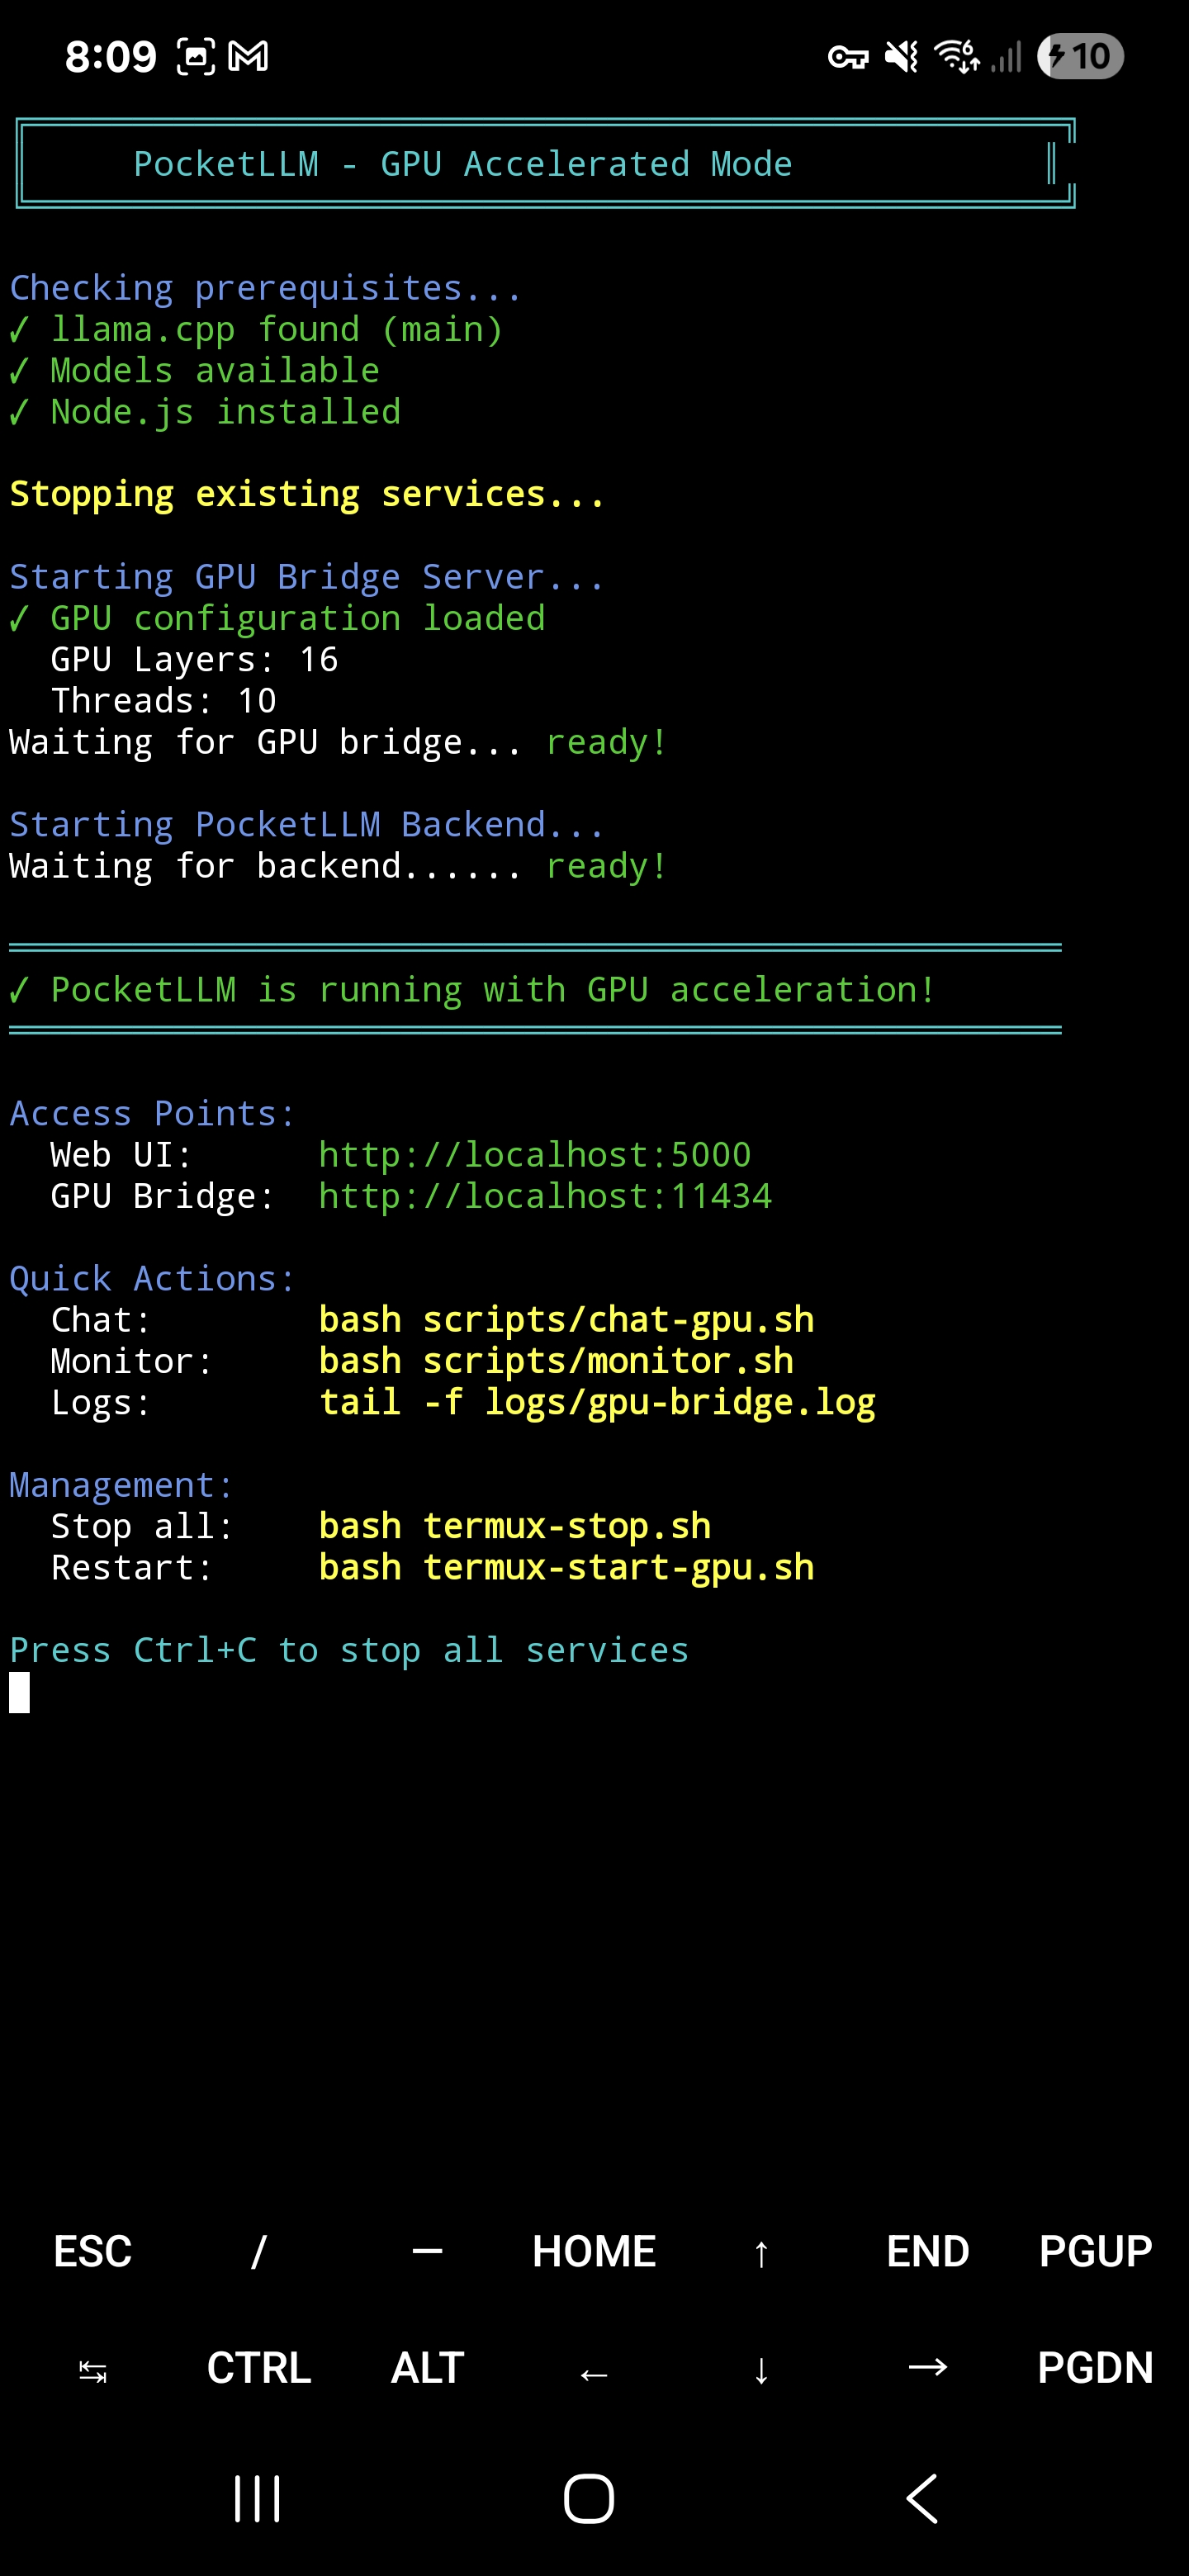 8:09
10
PocketLLM - GPU Accelerated Mode
Checking prerequisites...
✓ llama.cpp found (main)
✓ Models available
✓ Node.js installed
Stopping existing services...
Starting GPU Bridge Server...
✓ GPU configuration loaded
GPU Layers: 16
Threads: 10
Waiting for GPU bridge... ready!
Starting PocketLLM Backend...
Waiting for backend...... ready!
✓ PocketLLM is running with GPU acceleration!
Access Points:
Web UI: http://localhost:5000
GPU Bridge: http://localhost:11434
Quick Actions:
Chat: bash scripts/chat-gpu.sh
Monitor: bash scripts/monitor.sh
Logs: tail -f logs/gpu-bridge.log
Management:
Stop all: bash termux-stop.sh
Restart: bash termux-start-gpu.sh
Press Ctrl+C to stop all services
ESC / — HOME ↑ END PGUP
↹ CTRL ALT ← ↓ → PGDN